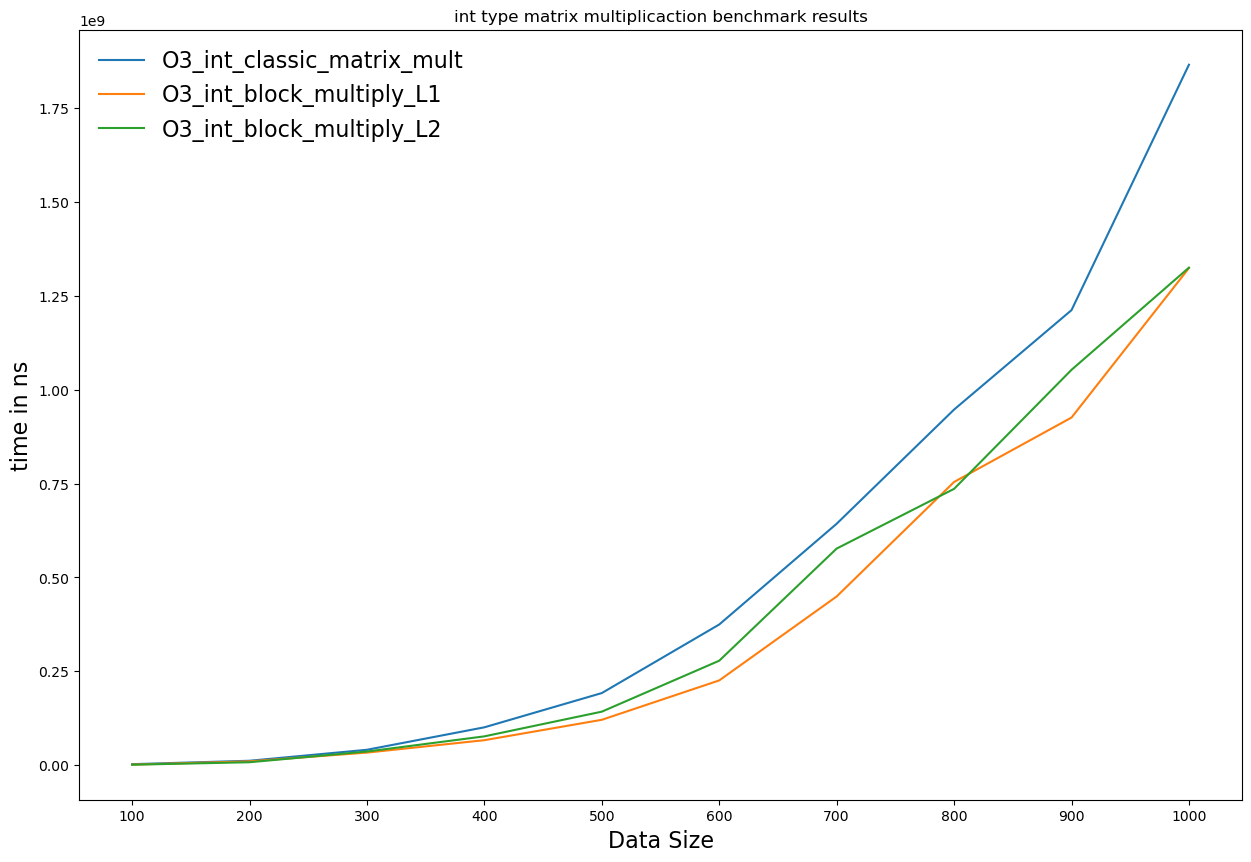 int type matrix multiplicaction benchmark results
1e9
O3_int_classic_matrix_mult
O3_int_block_multiply_L1
O3_int_block_multiply_L2
1.75
1.50
1.25
1.00
0.75
0.50
0.25
0.00
time in ns
100 200 300 400 500 600 700 800 900 1000
Data Size